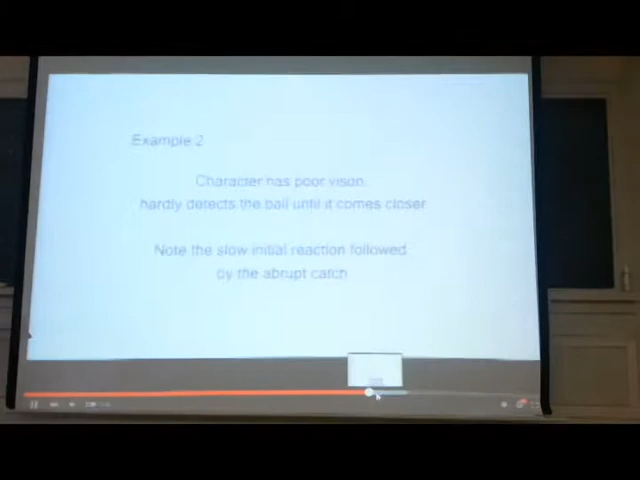 Example 2
Character has poor vison,
hardly detects the ball until it comes closer
Note the slow initial reaction followed
by the abrupt catch